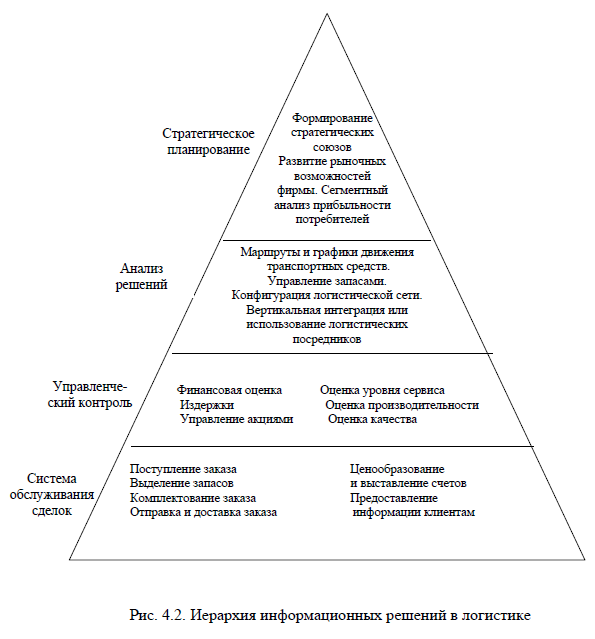 Стратегическое
планирование
Формирование
стратегических
союзов
Развитие рыночных
возможностей
фирмы. Сегментный
анализ прибыльности
потребителей
Анализ
решений
Маршруты и графики движения
транспортных средств.
Управление запасами.
Конфигурация логистической сети.
Вертикальная интеграция или
использование логистических
посредников
Управленче-
ский контроль
Финансовая оценка
Издержки
Управление акциями
Оценка уровня сервиса
Оценка производительности
Оценка качества
Система
обслуживания
сделок
Поступление заказа
Выделение запасов
Комплектование заказа
Отправка и доставка заказа
Ценообразование
и выставление счетов
Предоставление
информации клиентам
Рис. 4.2. Иерархия информационных решений в логистике